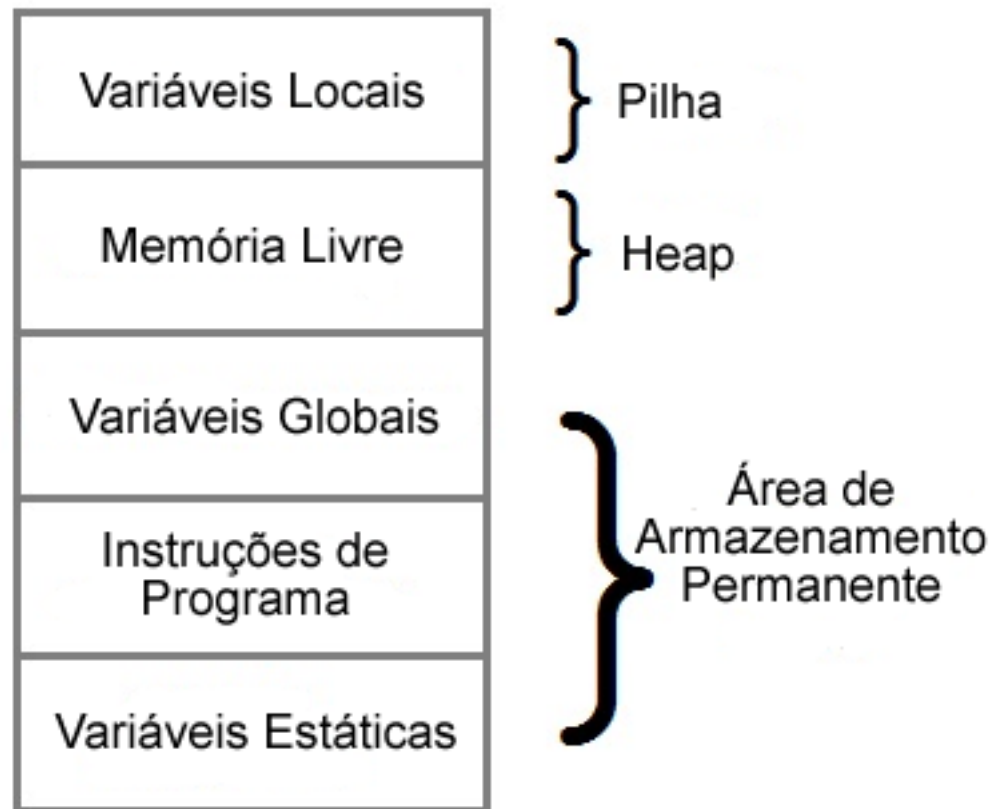 Variáveis Locais
Pilha
Memória Livre
Heap
Variáveis Globais
Instruções de
Programa
Variáveis Estáticas
Área de
Armazenamento
Permanente